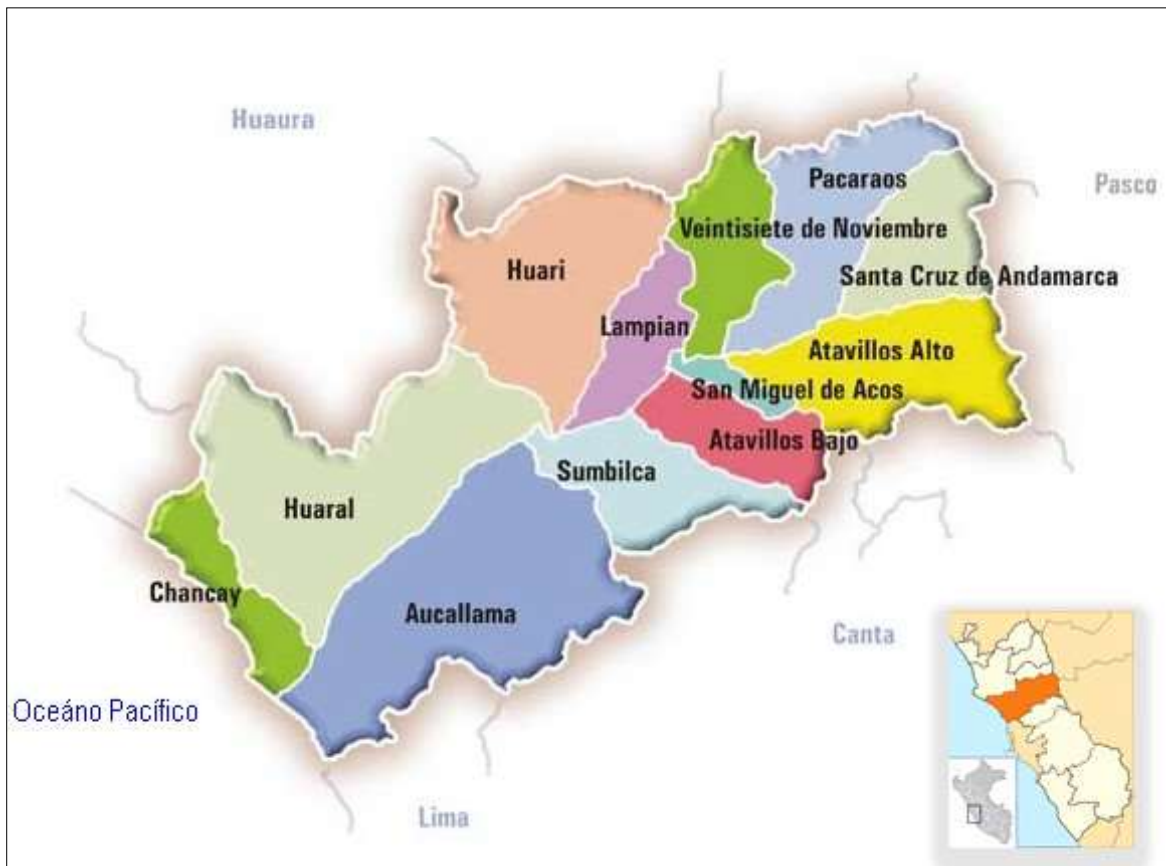 Huaura
Pacaraos
Pasco
Veintisiete de Noviembre
Huari
Santa Cruz de Andamarca
Lampian
Atavillos Alto
San Miguel de Acos
Atavillos Bajo
Sumbilca
Huaral
Chancay
Aucallama
Canta
Oceáno Pacífico
Lima